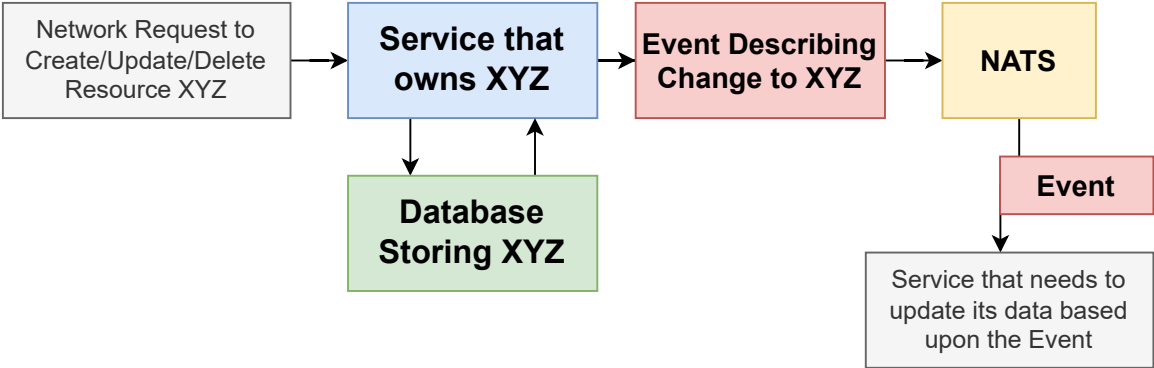 Network Request to
Create/Update/Delete
Resource XYZ
Service that
owns XYZ
Event Describing
Change to XYZ
NATS
Database
Storing XYZ
Event
Service that needs to
update its data based
upon the Event